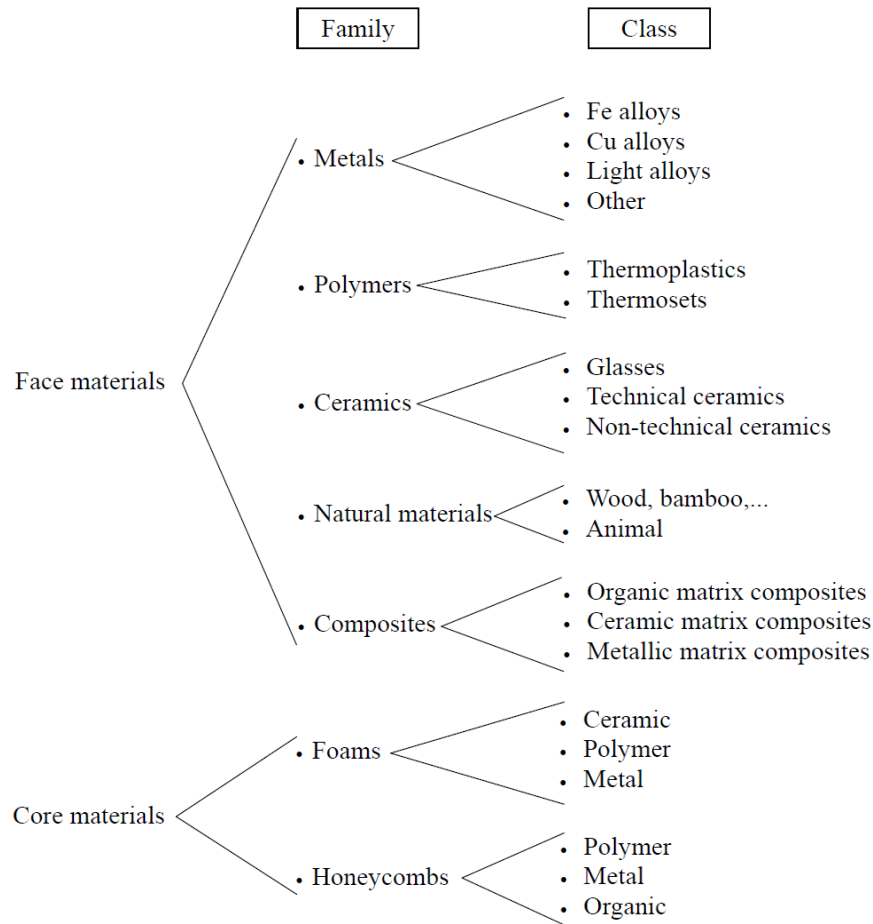 Family
Class
Face materials
• Metals
• Fe alloys
• Cu alloys
• Light alloys
• Other
• Polymers
• Thermoplastics
• Thermosets
• Ceramics
• Glasses
• Technical ceramics
• Non-technical ceramics
• Natural materials
• Wood, bamboo,...
• Animal
• Composites
• Organic matrix composites
• Ceramic matrix composites
• Metallic matrix composites
Core materials
• Foams
• Ceramic
• Polymer
• Metal
• Honeycombs
• Polymer
• Metal
• Organic